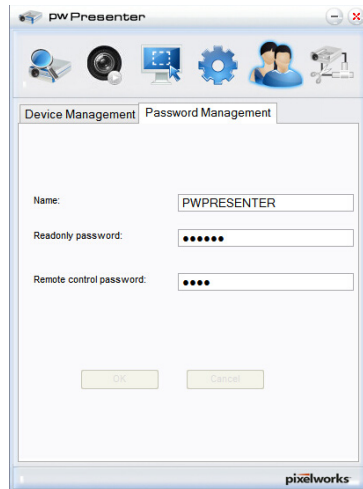 pw Presenter
Device Management Password Management
Name: PWPRESENTER
Readonly password: ●●●●●●
Remote control password: ●●●●
OK Cancel
pixelworks